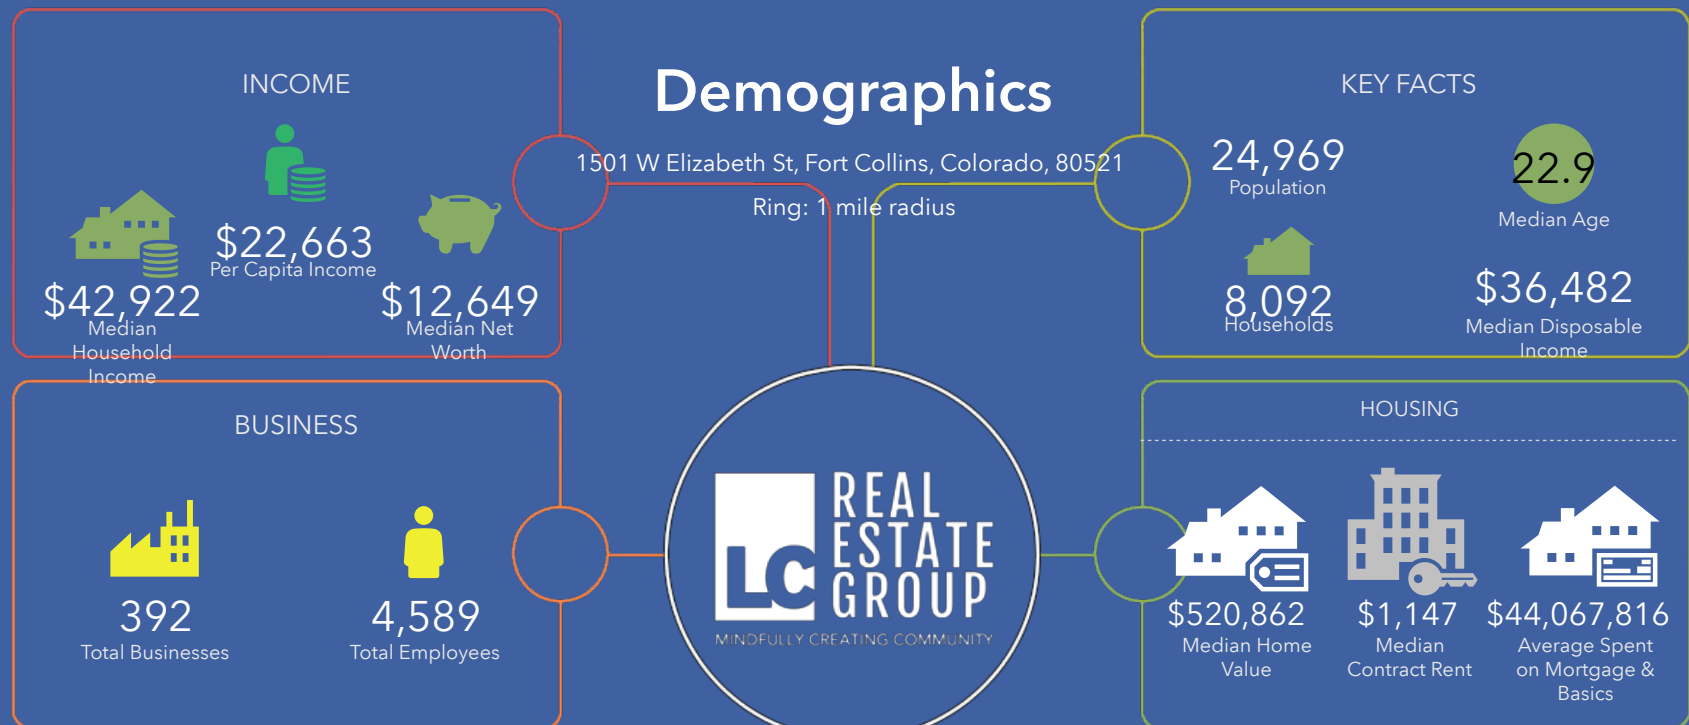 Demographics
1501 W Elizabeth St, Fort Collins, Colorado, 80521
Ring: 1 mile radius
INCOME
$22,663
Per Capita Income
$42,922
Median
Household
Income
$12,649
Median Net
Worth
KEY FACTS
24,969
Population
22.9
Median Age
8,092
Households
$36,482
Median Disposable
Income
BUSINESS
392
Total Businesses
4,589
Total Employees
LC
REAL
ESTATE
GROUP
MINDFULLY CREATING COMMUNITY
HOUSING
$520,862
Median Home
Value
$1,147
Median
Contract Rent
$44,067,816
Average Spent
on Mortgage &
Basics